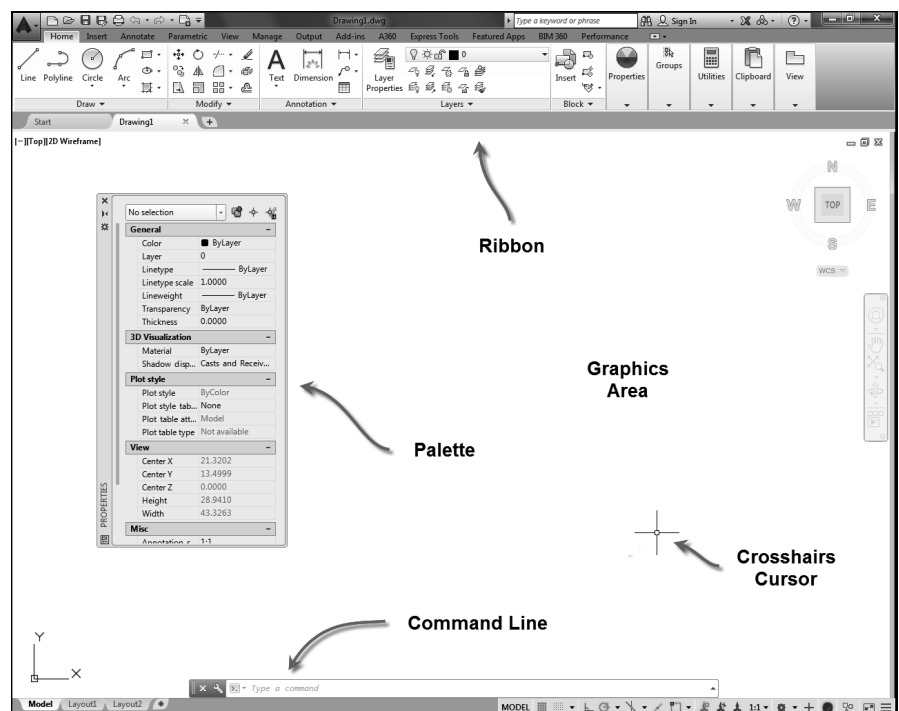 Drawing1.dwg
Type a keyword or phrase
Sign In
Home Insert Annotate Parametric View Manage Output Add-ins A360 Express Tools Featured Apps BIM 360 Performance
0
Line Polyline Circle Arc Text Dimension Layer Properties Insert Properties Groups Utilities Clipboard View
Draw Modify Annotation Layers Block
Start Drawing1
[−][Top][2D Wireframe]
N
W TOP E
S
WCS
Ribbon
No selection
General
Color ByLayer
Layer 0
Linetype ByLayer
Linetype scale 1.0000
Lineweight ByLayer
Transparency ByLayer
Thickness 0.0000
3D Visualization
Material ByLayer
Shadow disp... Casts and Receiv...
Plot style
Plot style ByColor
Plot style tab... None
Plot table att... Model
Plot table type Not available
View
Center X 21.3202
Center Y 13.4999
Center Z 0.0000
Height 28.9410
Width 43.3263
Misc
1:1
PROPERTIES
Graphics
Area
Palette
Crosshairs
Cursor
Command Line
Y
X
Type a command
Model Layout1 Layout2
MODEL 1:1